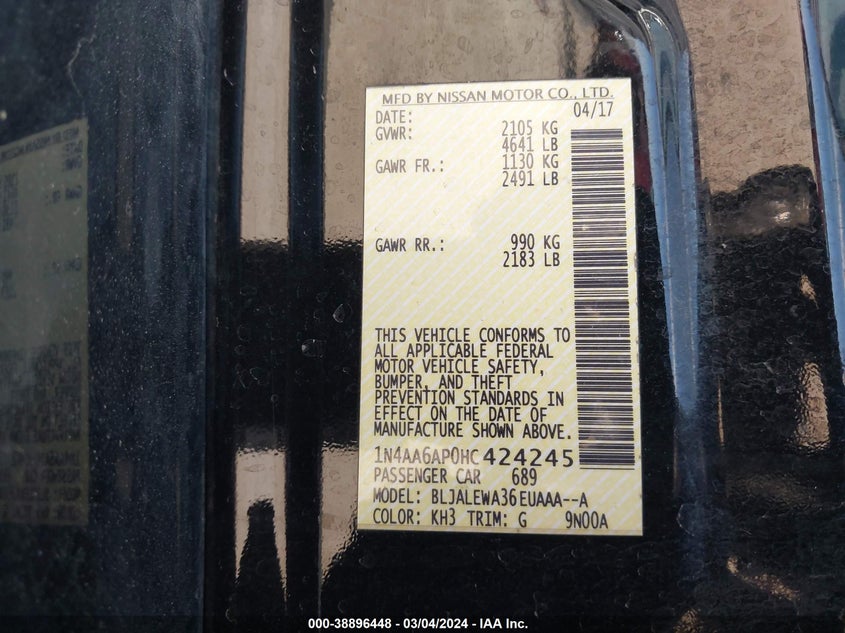 MFD BY NISSAN MOTOR CO., LTD.
DATE: 04/17
GVWR: 2105 KG
4641 LB
GAWR FR.: 1130 KG
2491 LB
GAWR RR.: 990 KG
2183 LB
THIS VEHICLE CONFORMS TO
ALL APPLICABLE FEDERAL
MOTOR VEHICLE SAFETY,
BUMPER, AND THEFT
PREVENTION STANDARDS IN
EFFECT ON THE DATE OF
MANUFACTURE SHOWN ABOVE.
1N4AA6AP0HC424245
PASSENGER CAR 689
MODEL: BLJALEWA36EUAAA--A
COLOR: KH3 TRIM: G 9N00A
000-38896448 - 03/04/2024 - IAA Inc.